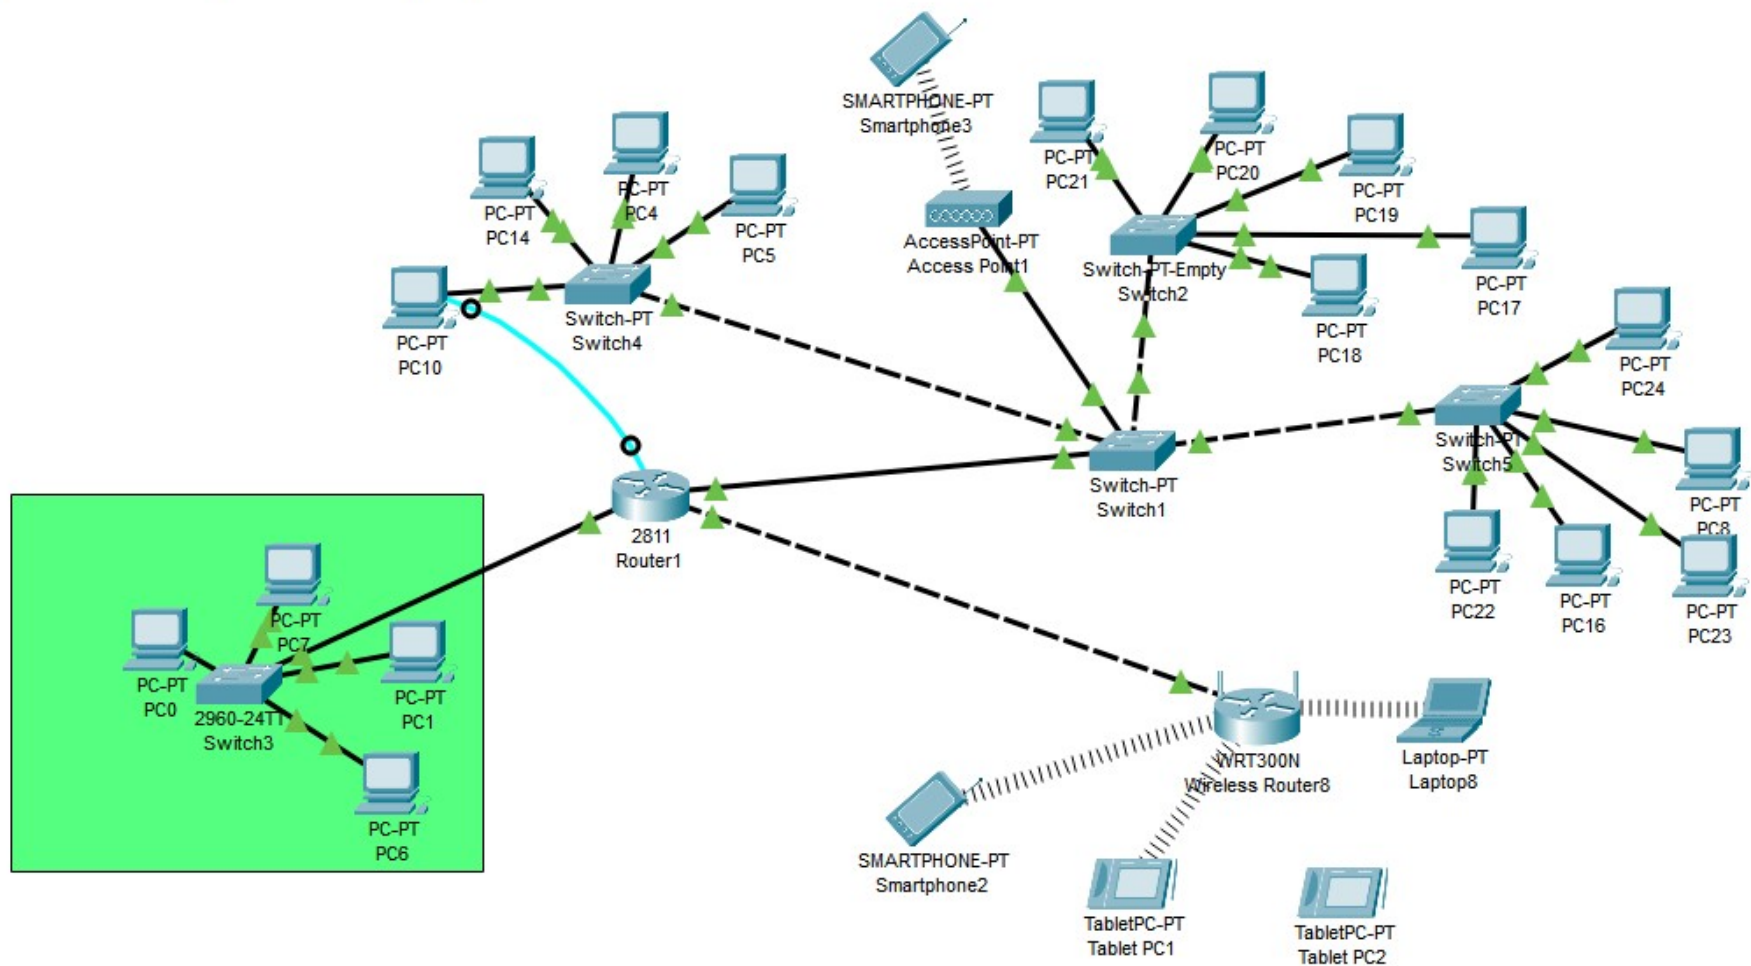 SMARTPHONE-PT
Smartphone3
PC-PT
PC21
PC-PT
PC20
PC-PT
PC19
PC-PT
PC14
PC-PT
PC4
PC-PT
PC5
AccessPoint-PT
Access Point1
Switch-PT-Empty
Switch2
PC-PT
PC17
PC-PT
PC18
PC-PT
PC10
Switch-PT
Switch4
PC-PT
PC24
Switch-PT
Switch5
Switch-PT
Switch1
PC-PT
PC8
2811
Router1
PC-PT
PC22
PC-PT
PC16
PC-PT
PC23
PC-PT
PC7
PC-PT
PC0
PC-PT
PC1
2960-24TT
Switch3
PC-PT
PC6
WRT300N
Wireless Router8
Laptop-PT
Laptop8
SMARTPHONE-PT
Smartphone2
TabletPC-PT
Tablet PC1
TabletPC-PT
Tablet PC2